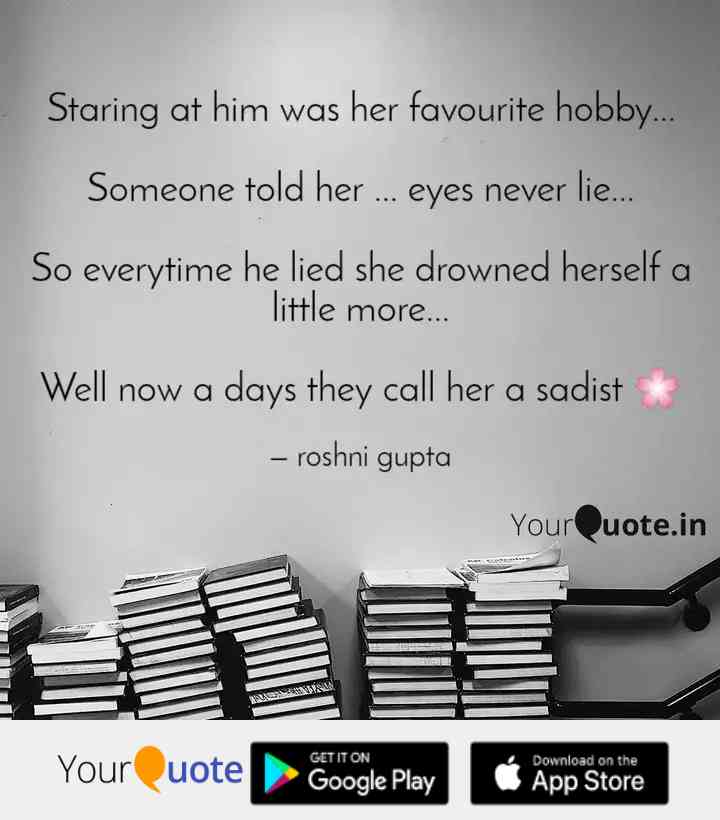 Staring at him was her favourite hobby...
Someone told her ... eyes never lie...
So everytime he lied she drowned herself a
little more...
Well now a days they call her a sadist 🌸
– roshni gupta
YourQuote.in
YourQuote
GET IT ON
Google Play
Download on the
App Store